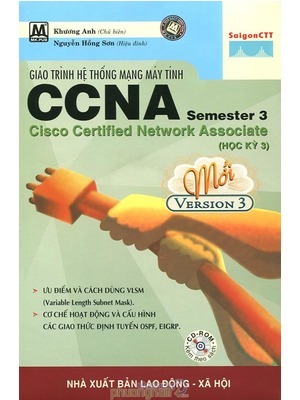 Khương Anh (Chủ biên)
Nguyễn Hồng Sơn (Hiệu đính)
SaigonCTT
GIÁO TRÌNH HỆ THỐNG MẠNG MÁY TÍNH
CCNA Semester 3
Cisco Certified Network Associate
(HỌC KỲ 3)
Mới
VERSION 3
ƯU ĐIỂM VÀ CÁCH DÙNG VLSM
(Variable Length Subnet Mask).
CƠ CHẾ HOẠT ĐỘNG VÀ CẤU HÌNH
CÁC GIAO THỨC ĐỊNH TUYẾN OSPF, EIGRP.
CD-ROM
Kèm theo sách
NHÀ XUẤT BẢN LAO ĐỘNG - XÃ HỘI